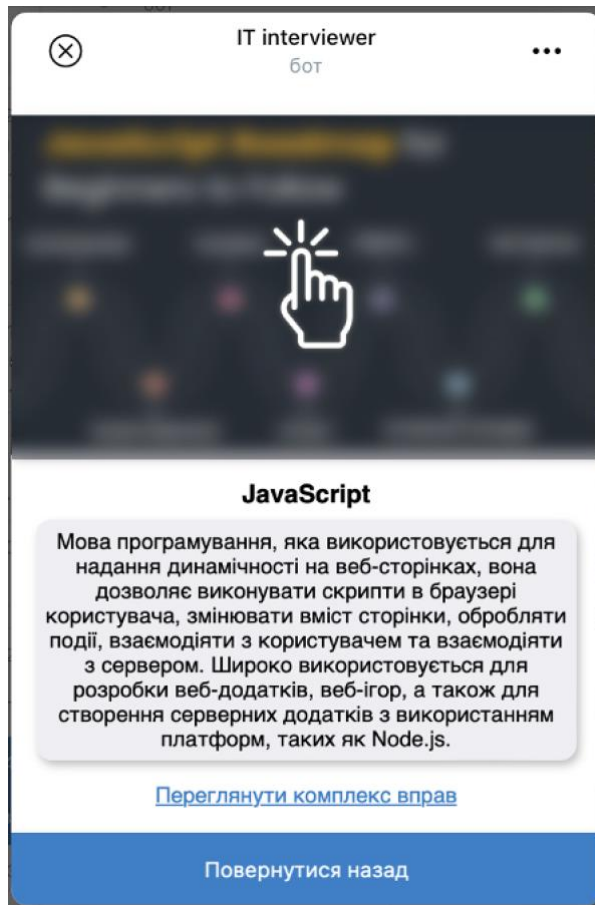 IT interviewer
бот
JavaScript
Мова програмування, яка використовується для
надання динамічності на веб-сторінках, вона
дозволяє виконувати скрипти в браузері
користувача, змінювати вміст сторінки, обробляти
події, взаємодіяти з користувачем та взаємодіяти
з сервером. Широко використовується для
розробки веб-додатків, веб-ігор, а також для
створення серверних додатків з використанням
платформ, таких як Node.js.
Переглянути комплекс вправ
Повернутися назад